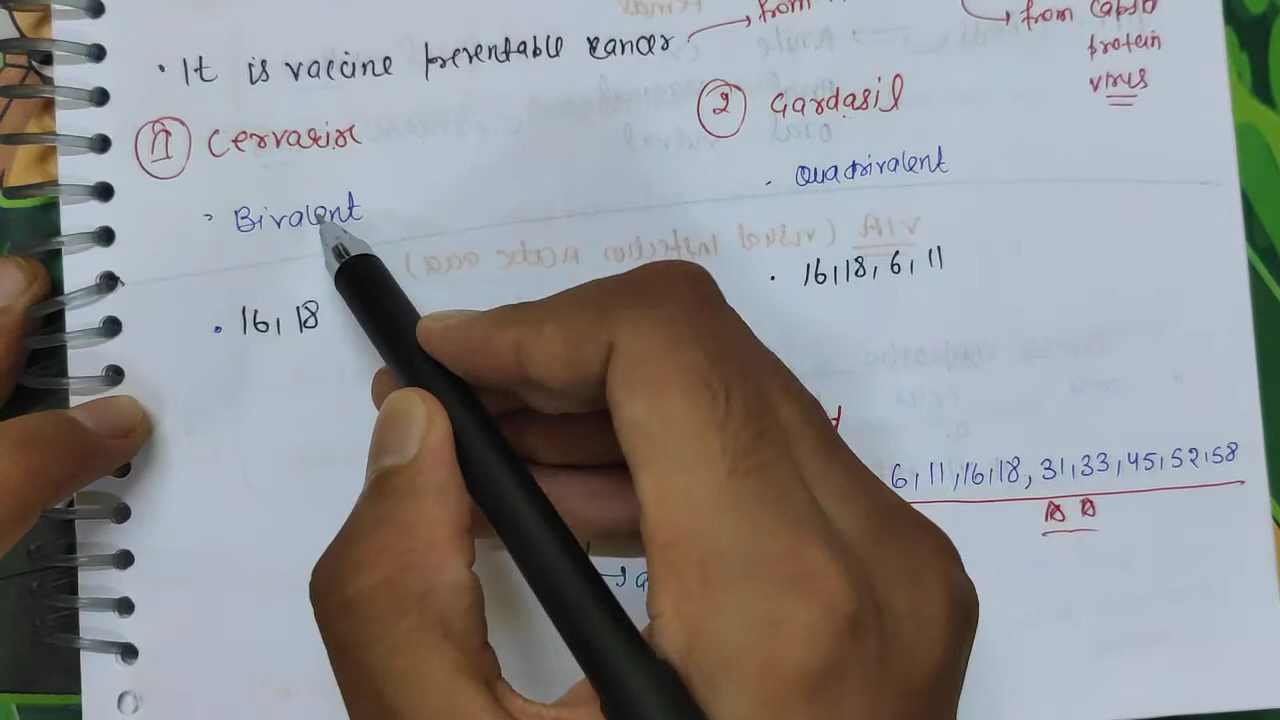 from
from capsid
protein
virus
• It is vaccine preventable cancer
① Cervarix
• Bivalent
• 16, 18
② Gardasil
• Quadrivalent
• 16, 18, 6, 11
6, 11, 16, 18, 31, 33, 45, 52, 58